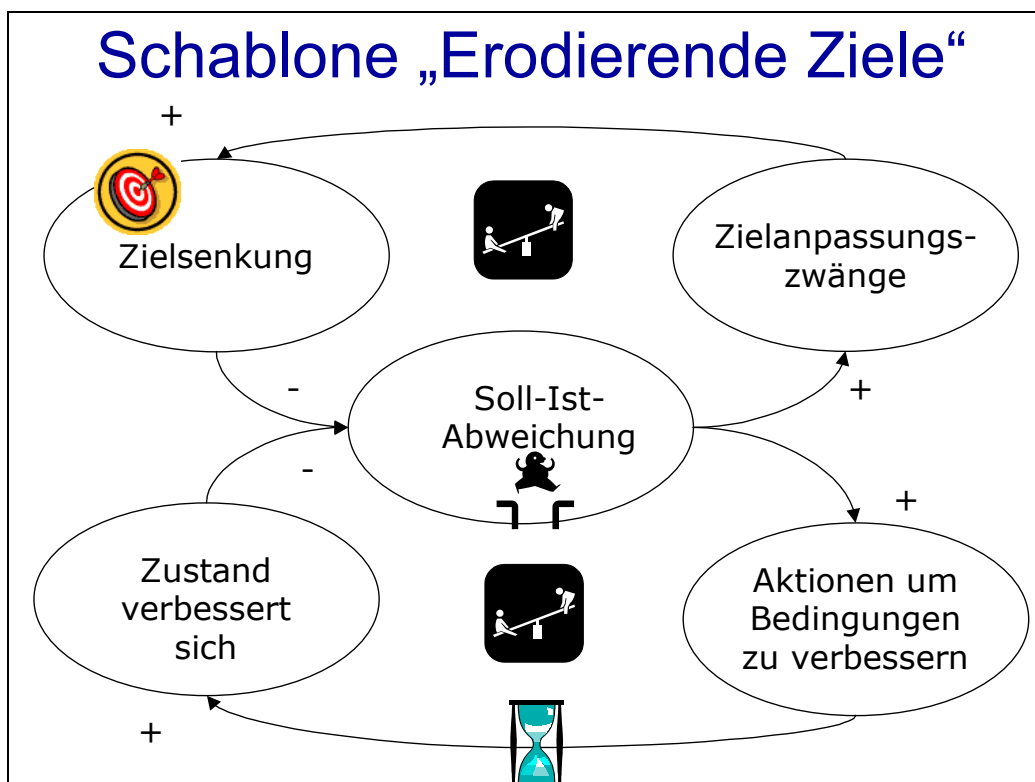 Schablone „Erodierende Ziele“
+
Zielsenkung
Zielanpassungs-
zwänge
-
Soll-Ist-
Abweichung
+
-
+
Zustand
verbessert
sich
Aktionen um
Bedingungen
zu verbessern
+